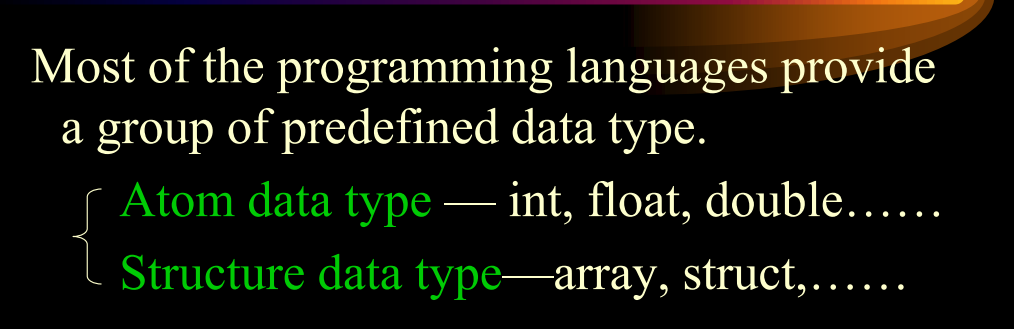 Most of the programming languages provide
a group of predefined data type.
Atom data type — int, float, double……
Structure data type—array, struct,……